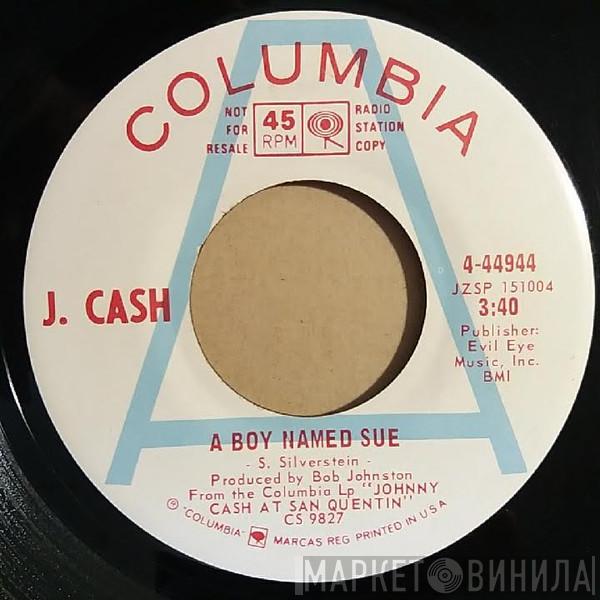 COLUMBIA
NOT FOR RESALE
45 RPM
RADIO STATION COPY
A
4-44944
JZSP 151004
3:40
Publisher:
Evil Eye
Music, Inc.
BMI
J. CASH
A BOY NAMED SUE
- S. Silverstein -
Produced by Bob Johnston
From the Columbia Lp "JOHNNY
CASH AT SAN QUENTIN"
CS 9827
℗ "COLUMBIA" MARCAS REG PRINTED IN U S A
МАРКЕТ ВИНИЛА